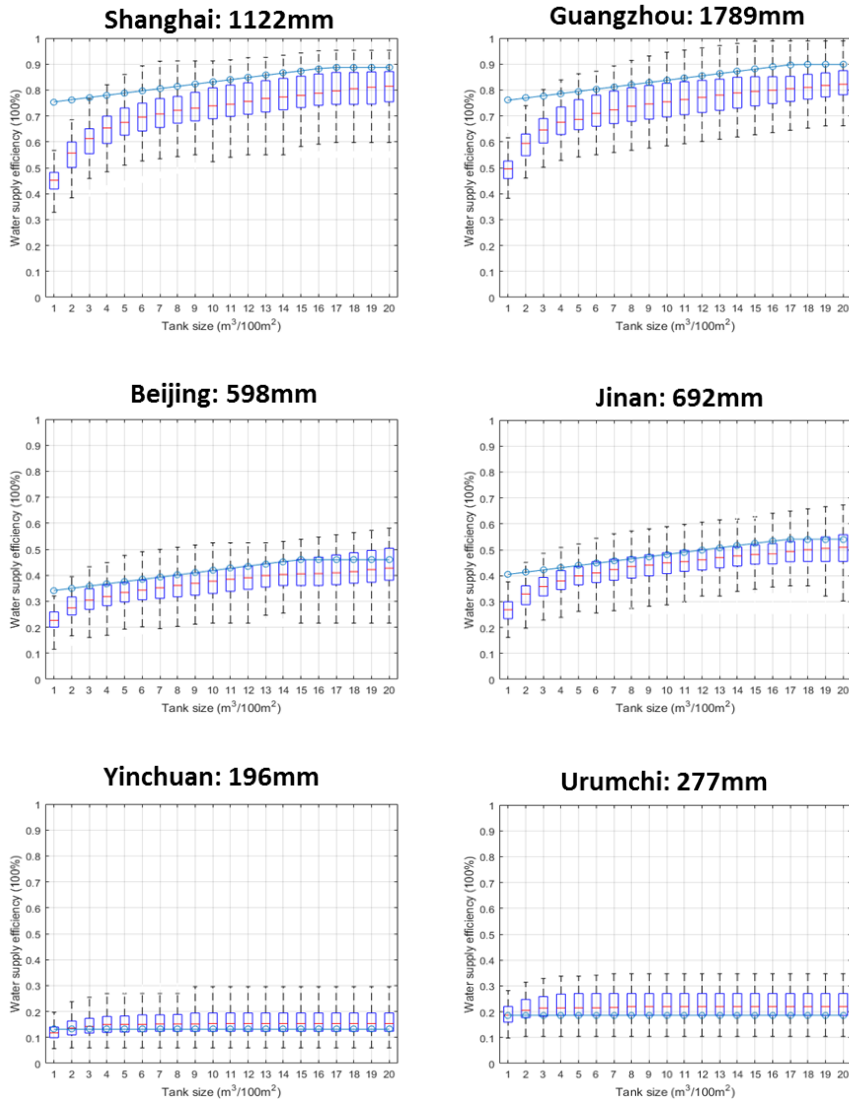 Shanghai: 1122mm
Water supply efficiency (100%)
1
0.9
0.8
0.7
0.6
0.5
0.4
0.3
0.2
0.1
0
1 2 3 4 5 6 7 8 9 10 11 12 13 14 15 16 17 18 19 20
Tank size (m³/100m²)
Guangzhou: 1789mm
Water supply efficiency (100%)
1
0.9
0.8
0.7
0.6
0.5
0.4
0.3
0.2
0.1
0
1 2 3 4 5 6 7 8 9 10 11 12 13 14 15 16 17 18 19 20
Tank size (m³/100m²)
Beijing: 598mm
Water supply efficiency (100%)
1
0.9
0.8
0.7
0.6
0.5
0.4
0.3
0.2
0.1
0
1 2 3 4 5 6 7 8 9 10 11 12 13 14 15 16 17 18 19 20
Tank size (m³/100m²)
Jinan: 692mm
Water supply efficiency (100%)
1
0.9
0.8
0.7
0.6
0.5
0.4
0.3
0.2
0.1
0
1 2 3 4 5 6 7 8 9 10 11 12 13 14 15 16 17 18 19 20
Tank size (m³/100m²)
Yinchuan: 196mm
Water supply efficiency (100%)
1
0.9
0.8
0.7
0.6
0.5
0.4
0.3
0.2
0.1
0
1 2 3 4 5 6 7 8 9 10 11 12 13 14 15 16 17 18 19 20
Tank size (m³/100m²)
Urumchi: 277mm
Water supply efficiency (100%)
1
0.9
0.8
0.7
0.6
0.5
0.4
0.3
0.2
0.1
0
1 2 3 4 5 6 7 8 9 10 11 12 13 14 15 16 17 18 19 20
Tank size (m³/100m²)